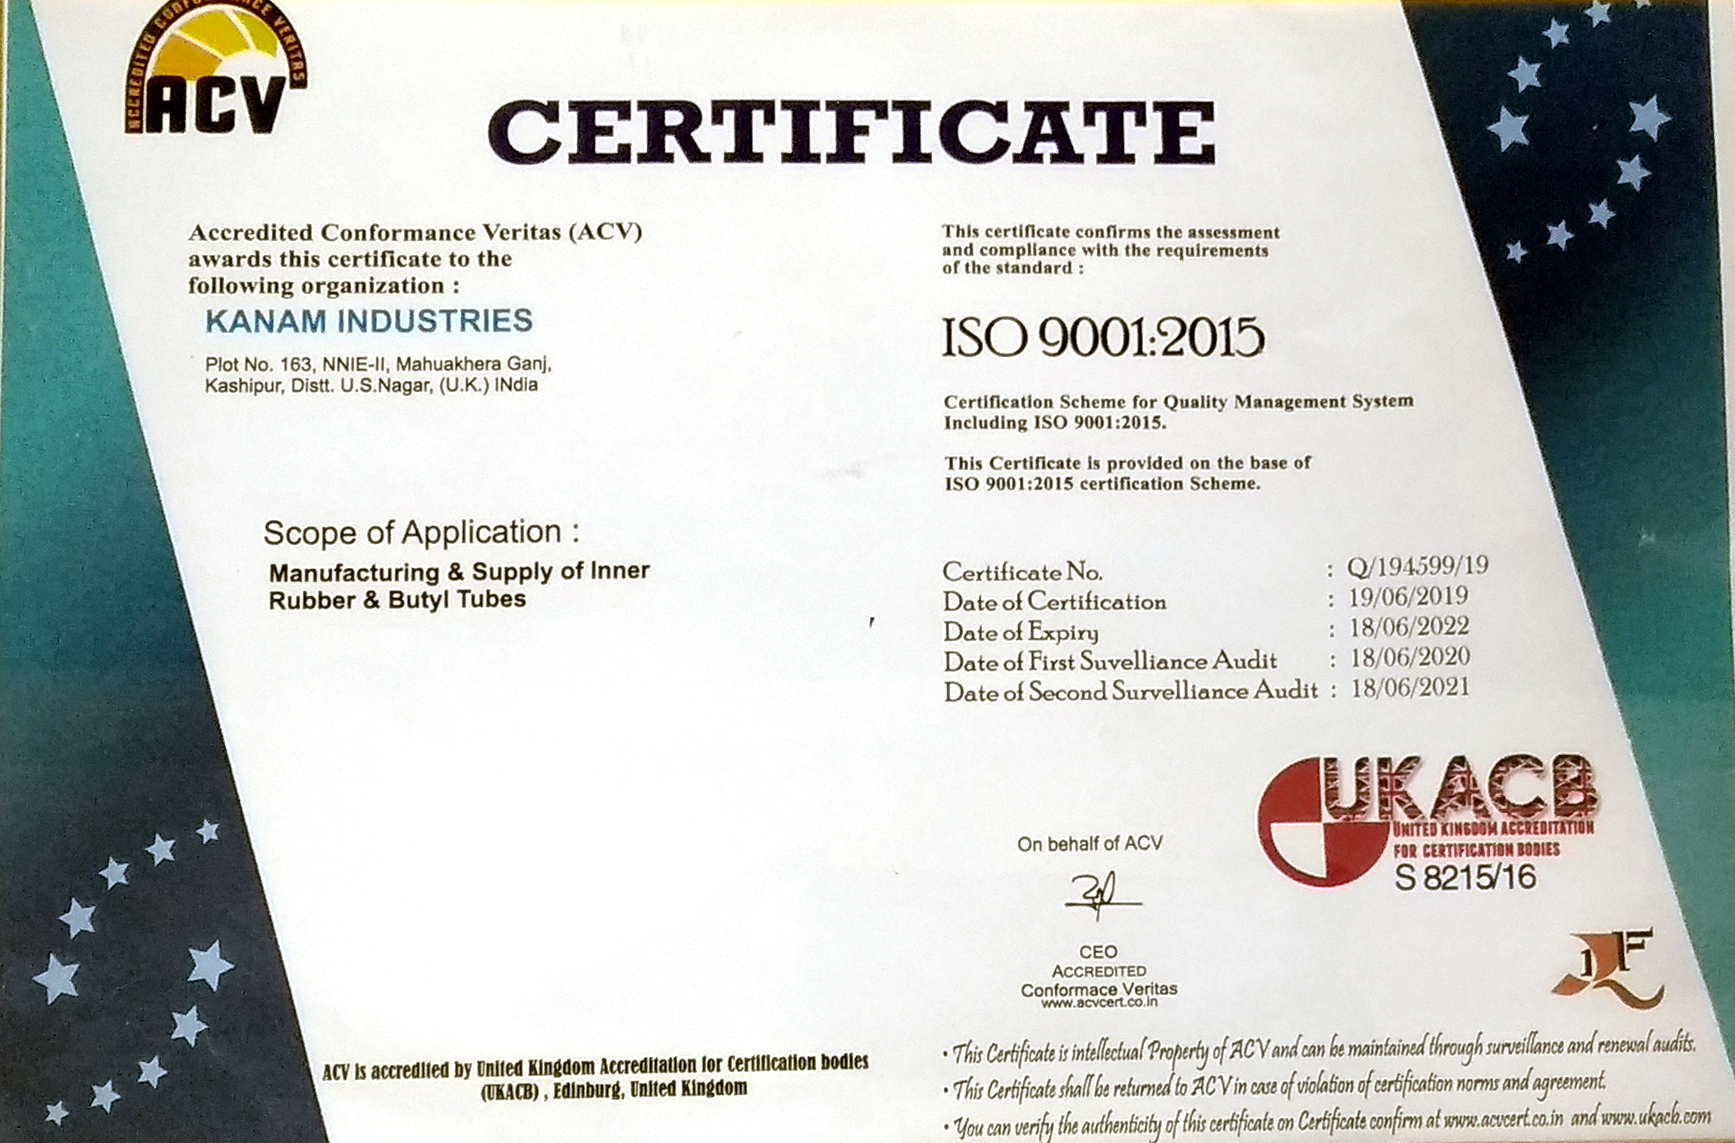 ACCREDITED CONFORMANCE VERITAS
ACV
CERTIFICATE
Accredited Conformance Veritas (ACV)
awards this certificate to the
following organization :
KANAM INDUSTRIES
Plot No. 163, NNIE-II, Mahuakhera Ganj,
Kashipur, Distt. U.S.Nagar, (U.K.) INdia
Scope of Application :
Manufacturing & Supply of Inner
Rubber & Butyl Tubes
This certificate confirms the assessment
and compliance with the requirements
of the standard :
ISO 9001:2015
Certification Scheme for Quality Management System
Including ISO 9001:2015.
This Certificate is provided on the base of
ISO 9001:2015 certification Scheme.
Certificate No. : Q/194599/19
Date of Certification : 19/06/2019
Date of Expiry : 18/06/2022
Date of First Suvelliance Audit : 18/06/2020
Date of Second Survelliance Audit : 18/06/2021
UKACB
UNITED KINGDOM ACCREDITATION
FOR CERTIFICATION BODIES
S 8215/16
On behalf of ACV
CEO
ACCREDITED
Conformace Veritas
www.acvcert.co.in
ACV is accredited by United Kingdom Accreditation for Certification bodies
(UKACB) , Edinburg, United Kingdom
• This Certificate is intellectual Property of ACV and can be maintained through surveillance and renewal audits.
• This Certificate shall be returned to ACV in case of violation of certification norms and agreement.
• You can verify the authenticity of this certificate on Certificate confirm at www.acvcert.co.in and www.ukacb.com